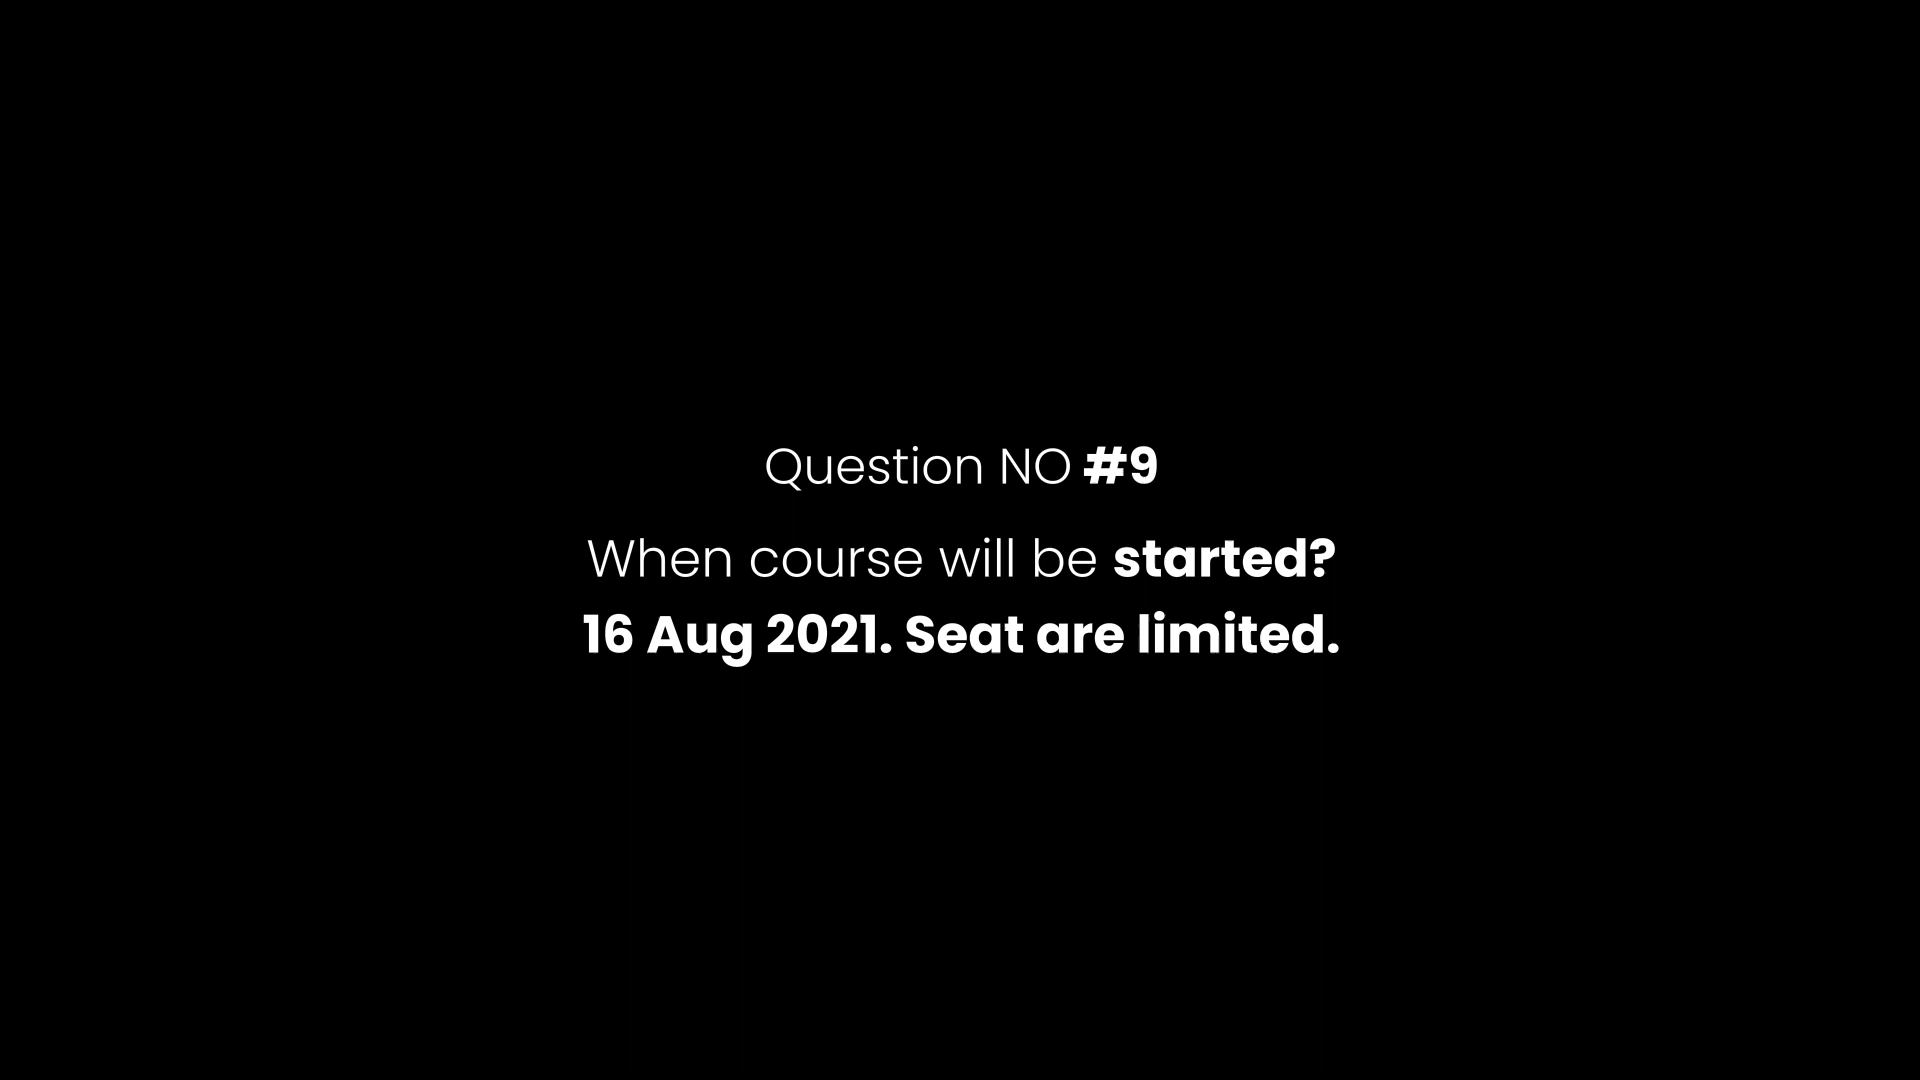 Question NO #9
When course will be started?
16 Aug 2021. Seat are limited.